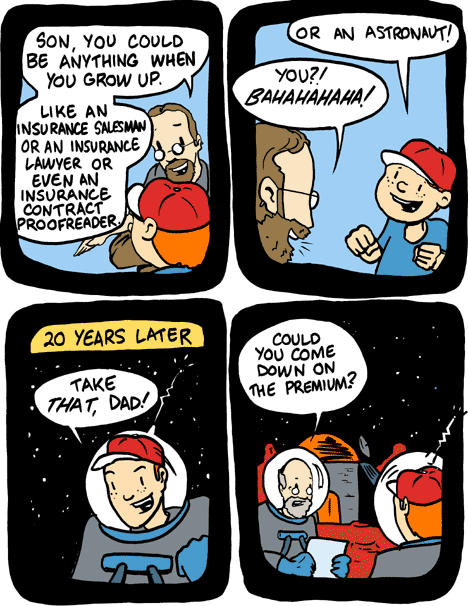 SON, YOU COULD
BE ANYTHING WHEN
YOU GROW UP.
LIKE AN
INSURANCE SALESMAN
OR AN INSURANCE
LAWYER OR
EVEN AN
INSURANCE
CONTRACT
PROOFREADER.
OR AN ASTRONAUT!
YOU?!
BAHAHAHAHA!
20 YEARS LATER
TAKE
THAT, DAD!
COULD
YOU COME
DOWN ON
THE PREMIUM?